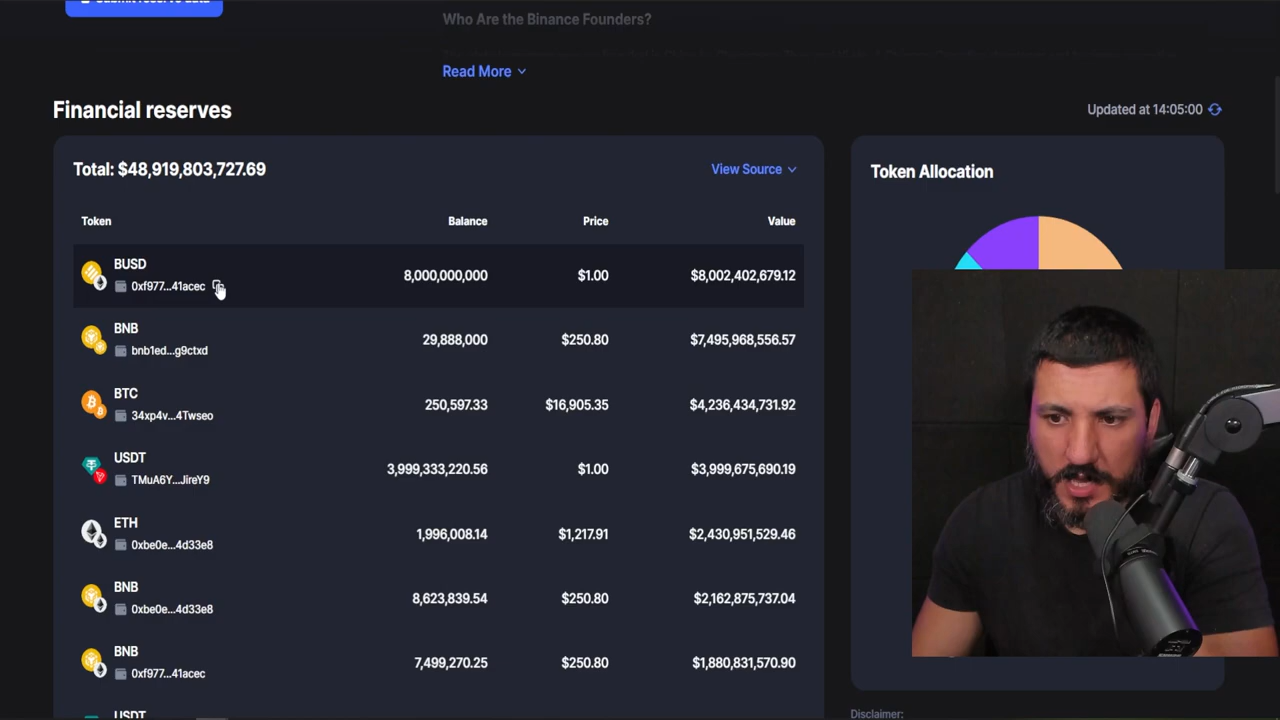 Submit reserve data
Who Are the Binance Founders?
Read More
Financial reserves
Updated at 14:05:00
Total: $48,919,803,727.69
View Source
Token Allocation
Token Balance Price Value
BUSD
0xf977...41acec
8,000,000,000 $1.00 $8,002,402,679.12
BNB
bnb1ed...g9ctxd
29,888,000 $250.80 $7,495,968,556.57
BTC
34xp4v...4Twseo
250,597.33 $16,905.35 $4,236,434,731.92
USDT
TMuA6Y...JireY9
3,999,333,220.56 $1.00 $3,999,675,690.19
ETH
0xbe0e...4d33e8
1,996,008.14 $1,217.91 $2,430,951,529.46
BNB
0xbe0e...4d33e8
8,623,839.54 $250.80 $2,162,875,737.04
BNB
0xf977...41acec
7,499,270.25 $250.80 $1,880,831,570.90
USDT
Disclaimer: